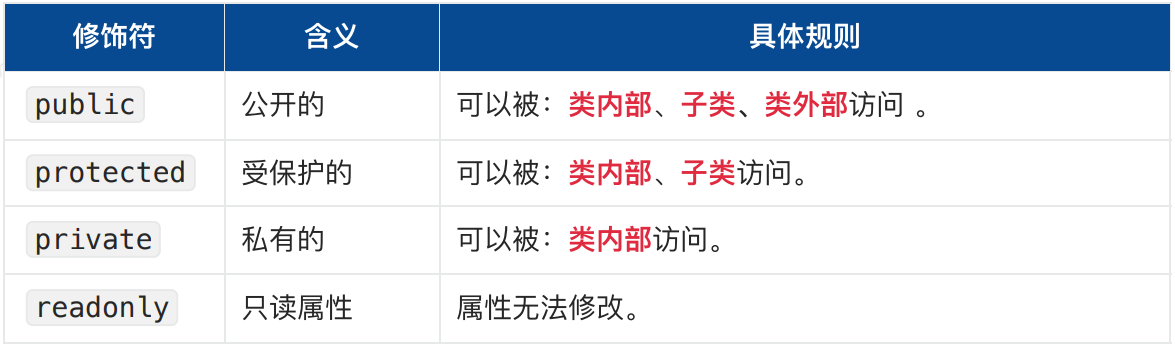 修饰符 含义 具体规则
public 公开的 可以被：类内部、子类、类外部访问 。
protected 受保护的 可以被：类内部、子类访问。
private 私有的 可以被：类内部访问。
readonly 只读属性 属性无法修改。